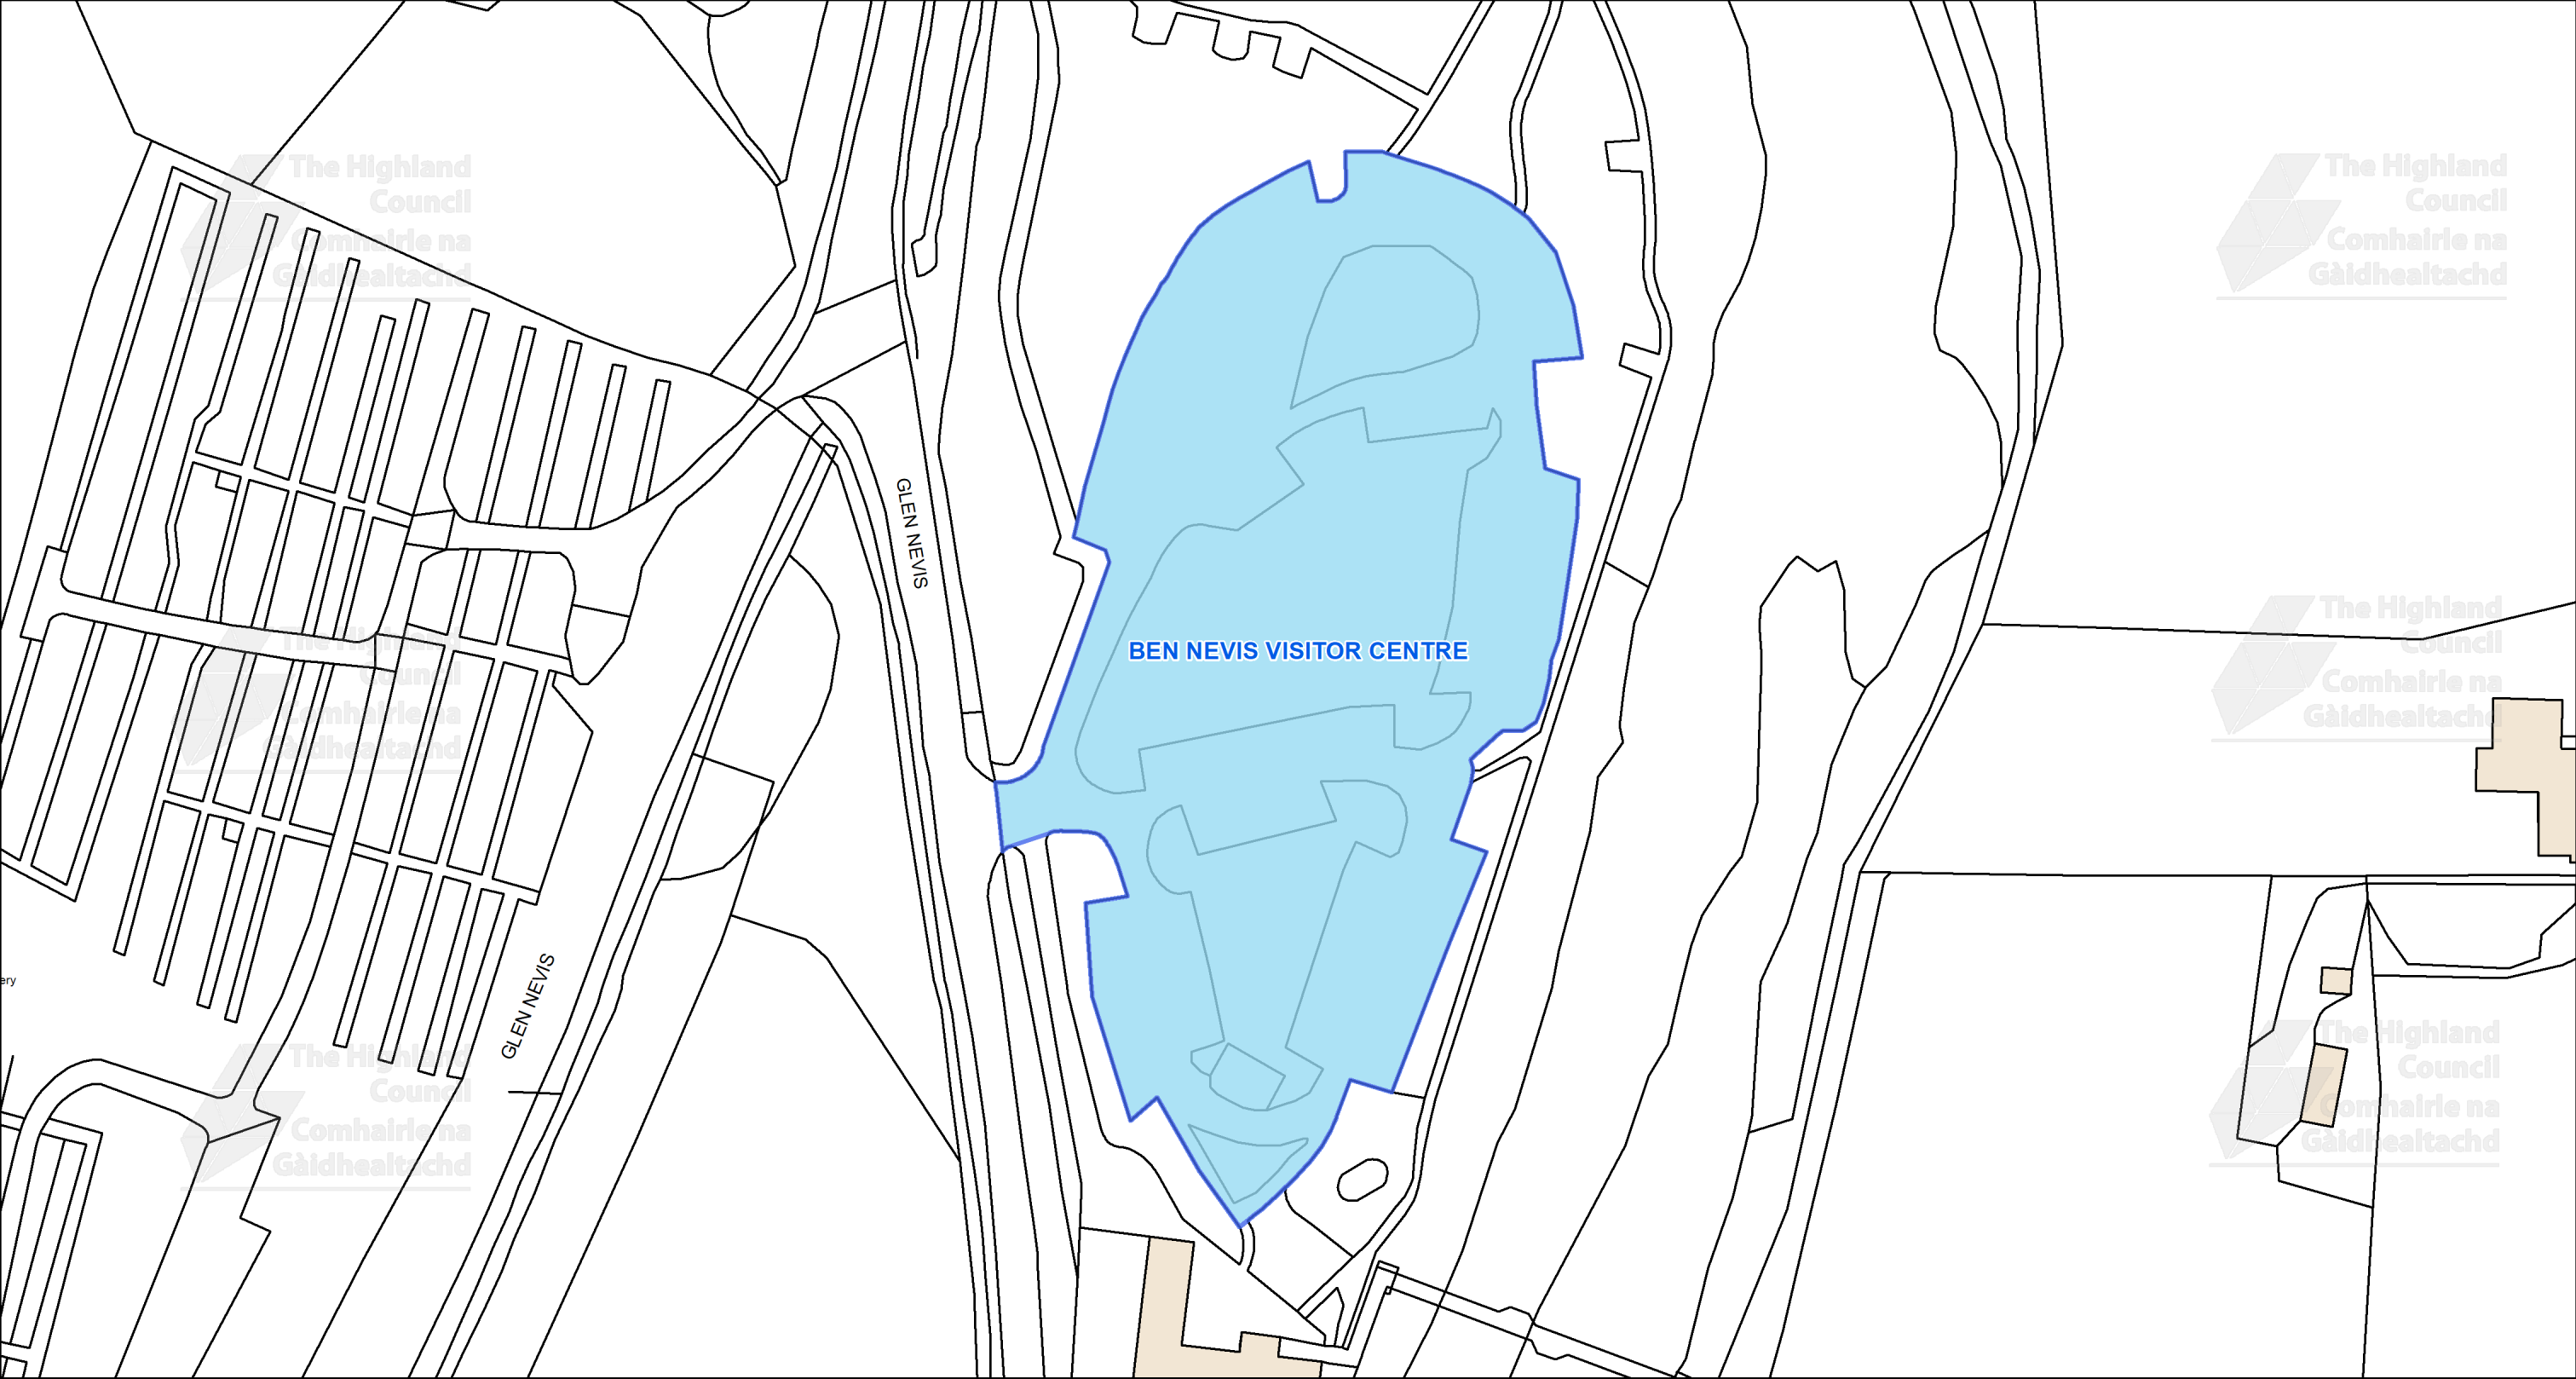 The Highland
Council
Comhairle na
Gàidhealtachd
The Highland
Council
Comhairle na
Gàidhealtachd
GLEN NEVIS
BEN NEVIS VISITOR CENTRE
The Highland
Council
Comhairle na
Gàidhealtachd
The Highland
Council
Comhairle na
Gàidhealtachd
ery
GLEN NEVIS
The Highland
Council
Comhairle na
Gàidhealtachd
The Highland
Council
Comhairle na
Gàidhealtachd